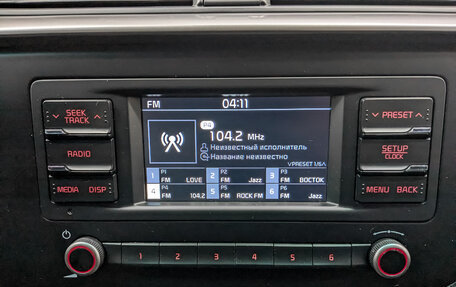 FM 04:11
SEEK TRACK
PRESET
P4
104.2 MHz
RADIO
Неизвестный исполнитель
Название неизвестно
SETUP CLOCK
PRESET 1/6
1 P1 FM LOVE
2 P2 FM Jazz
3 P3 FM ВОСТОК
MEDIA DISP
MENU BACK
4 P4 FM 104.2
5 P5 FM ROCK FM
6 P6 FM Jazz
1 2 3 4 5 6